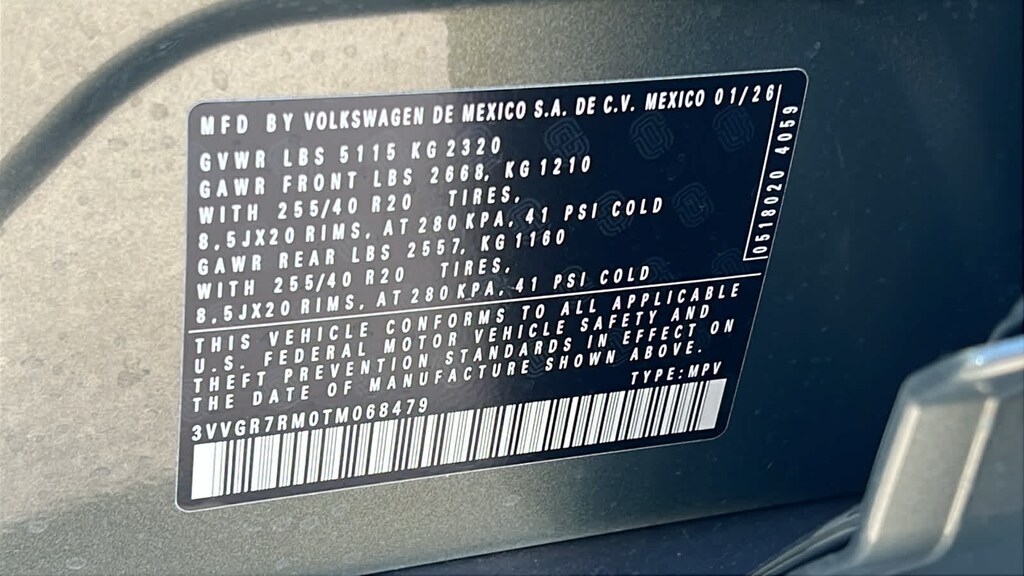 MFD BY VOLKSWAGEN DE MEXICO S.A. DE C.V. MEXICO 01/26
GVWR LBS 5115 KG 2320
GAWR FRONT LBS 2668, KG 1210
WITH 255/40 R20 TIRES,
8,5JX20 RIMS, AT 280 KPA, 41 PSI COLD
GAWR REAR LBS 2557, KG 1160
WITH 255/40 R20 TIRES,
8,5JX20 RIMS, AT 280 KPA, 41 PSI COLD
0518020 4059
THIS VEHICLE CONFORMS TO ALL APPLICABLE
U.S. FEDERAL MOTOR VEHICLE SAFETY AND
THEFT PREVENTION STANDARDS IN EFFECT ON
THE DATE OF MANUFACTURE SHOWN ABOVE.
TYPE: MPV
3VVGR7RM0TM068479